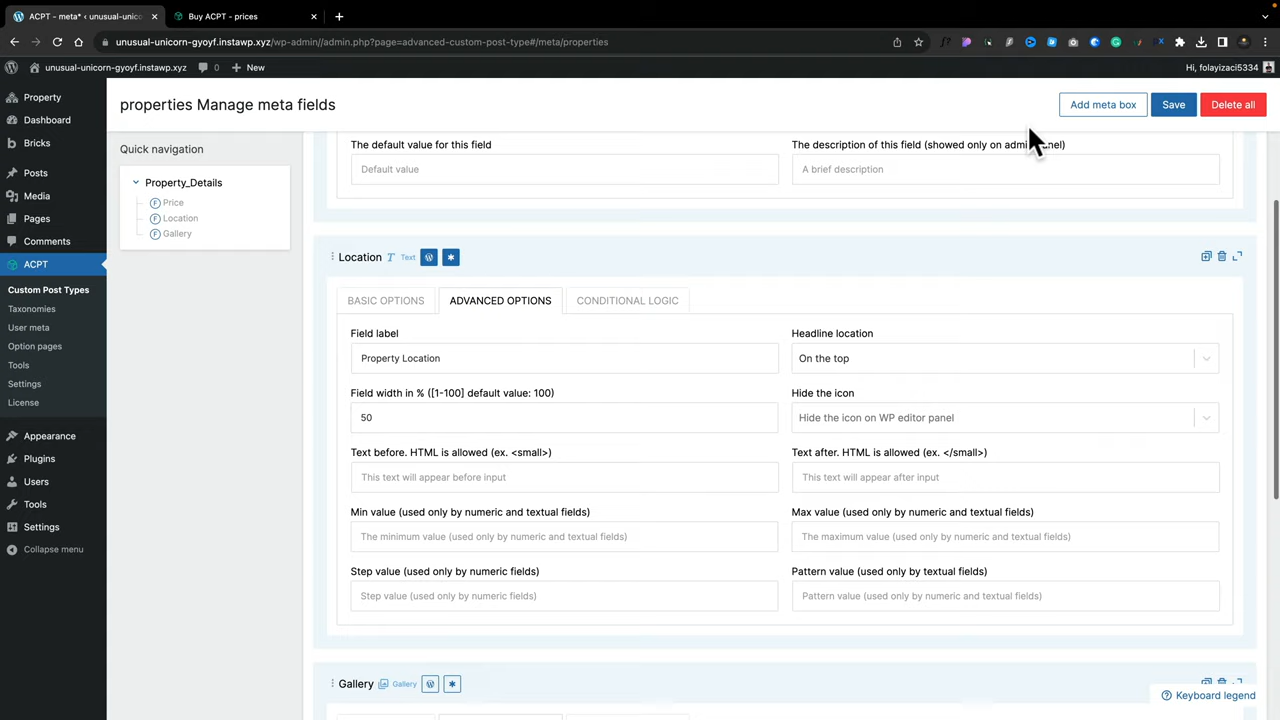 ACPT - meta* ‹ unusual-unico
Buy ACPT - prices
unusual-unicorn-gyoyf.instawp.xyz/wp-admin//admin.php?page=advanced-custom-post-type#/meta/properties
unusual-unicorn-gyoyf.instawp.xyz
0
New
Hi, folayizaci5334
Property
Dashboard
Bricks
Posts
Media
Pages
Comments
ACPT
Custom Post Types
Taxonomies
User meta
Option pages
Tools
Settings
License
Appearance
Plugins
Users
Tools
Settings
Collapse menu
properties Manage meta fields
Add meta box
Save
Delete all
Quick navigation
Property_Details
F Price
F Location
F Gallery
The default value for this field
Default value
The description of this field (showed only on admin panel)
A brief description
Location T Text
BASIC OPTIONS
ADVANCED OPTIONS
CONDITIONAL LOGIC
Field label
Property Location
Headline location
On the top
Field width in % ([1-100] default value: 100)
50
Hide the icon
Hide the icon on WP editor panel
Text before. HTML is allowed (ex. <small>)
This text will appear before input
Text after. HTML is allowed (ex. </small>)
This text will appear after input
Min value (used only by numeric and textual fields)
The minimum value (used only by numeric and textual fields)
Max value (used only by numeric and textual fields)
The maximum value (used only by numeric and textual fields)
Step value (used only by numeric fields)
Step value (used only by numeric fields)
Pattern value (used only by textual fields)
Pattern value (used only by numeric and textual fields)
Gallery Gallery
Keyboard legend